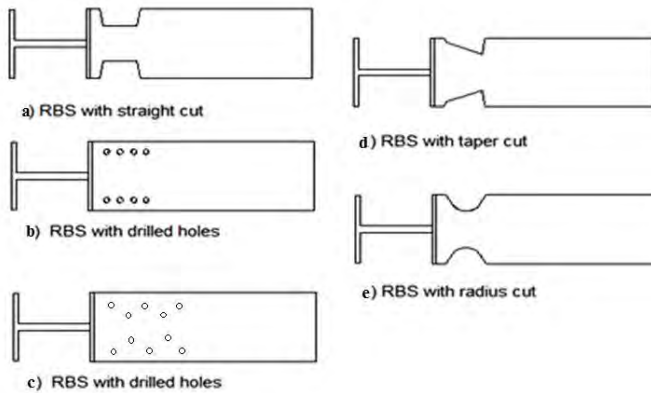 a) RBS with straight cut
b) RBS with drilled holes
c) RBS with drilled holes
d) RBS with taper cut
e) RBS with radius cut